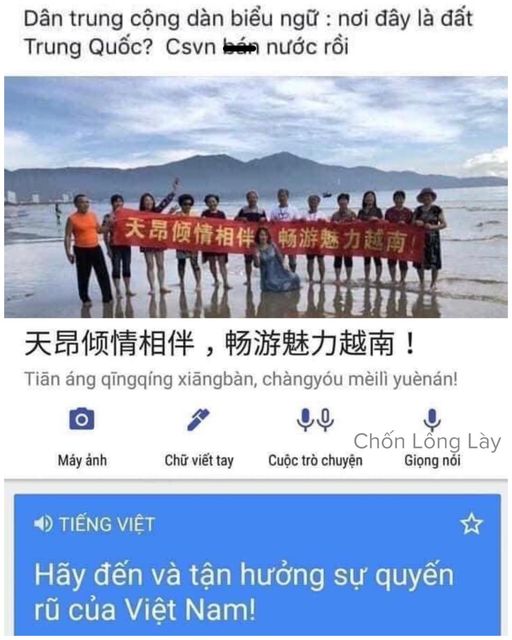 Dân trung cộng dàn biểu ngữ : nơi đây là đất
Trung Quốc? Csvn bán nước rồi
天昂倾情相伴 畅游魅力越南！
天昂倾情相伴，畅游魅力越南！
Tiān áng qīngqíng xiāngbàn, chàngyóu mèilì yuènán!
Chốn Lông Lày
Máy ảnh
Chữ viết tay
Cuộc trò chuyện
Giọng nói
TIẾNG VIỆT
Hãy đến và tận hưởng sự quyến
rũ của Việt Nam!